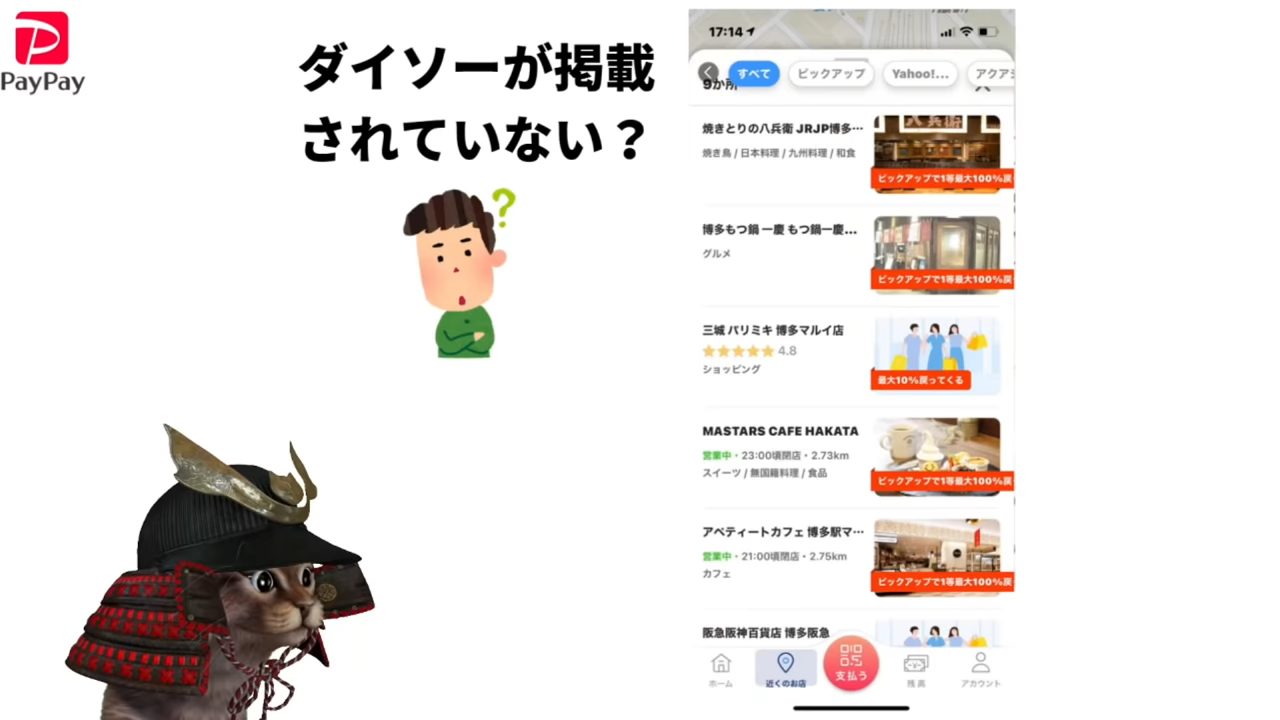 PayPay
ダイソーが掲載
されていない？
17:14
すべて
ピックアップ
Yahoo!...
アクア
9か所
焼きとりの八兵衛 JRJP博多…
焼き鳥 / 日本料理 / 九州料理 / 和食
ピックアップで1等最大100%戻
博多もつ鍋 一慶 もつ鍋一慶...
グルメ
ピックアップで1等最大100%戻
三城 パリミキ 博多マルイ店
4.8
ショッピング
最大10%戻ってくる
MASTARS CAFE HAKATA
営業中・23:00頃閉店・2.73km
スイーツ / 無国籍料理 / 食品
ピックアップで1等最大100%戻
アペティートカフェ 博多駅マ…
営業中・21:00頃閉店・2.75km
カフェ
ピックアップで1等最大100%戻
阪急阪神百貨店 博多阪急
ホーム
近くのお店
支払う
残高
アカウント